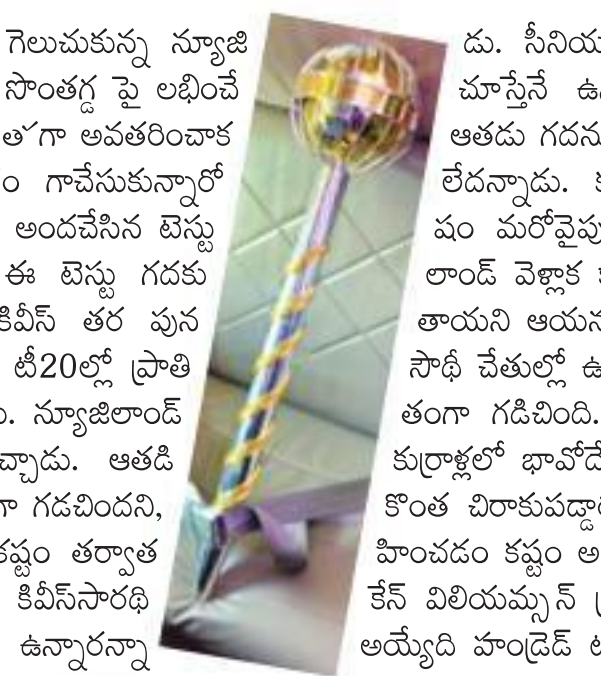 గెలుచుకున్న న్యూజి
సొంతగడ్డ పై లభించే
గా అవతరించాక
గాచేసుకున్నారో
అందచేసిన టెస్టు
ఈ టెస్టు గదకు
కివీస్ తర పున
టీ20ల్లో ప్రాతి
న్యూజిలాండ్
చ్చాడు. ఆతడి
గా గడచిందని,
కష్టం తర్వాత
కివీస్‌సారథి
ఉన్నారన్నా
డు. సీనియ
చూస్తేనే
ఆతడు గదను
లేదన్నాడు.
షం మరోవైపు
లాండ్ వెళ్లాక
తాయని ఆయన
సౌథీ చేతుల్లో
తంగా గడిచింది.
కుర్రాళ్లలో భావోదే
కొంత చిరాకుపడ్డా
హించడం కష్టం అ
కేన్ విలియమ్సన్
అయ్యేది హండ్రెడ్